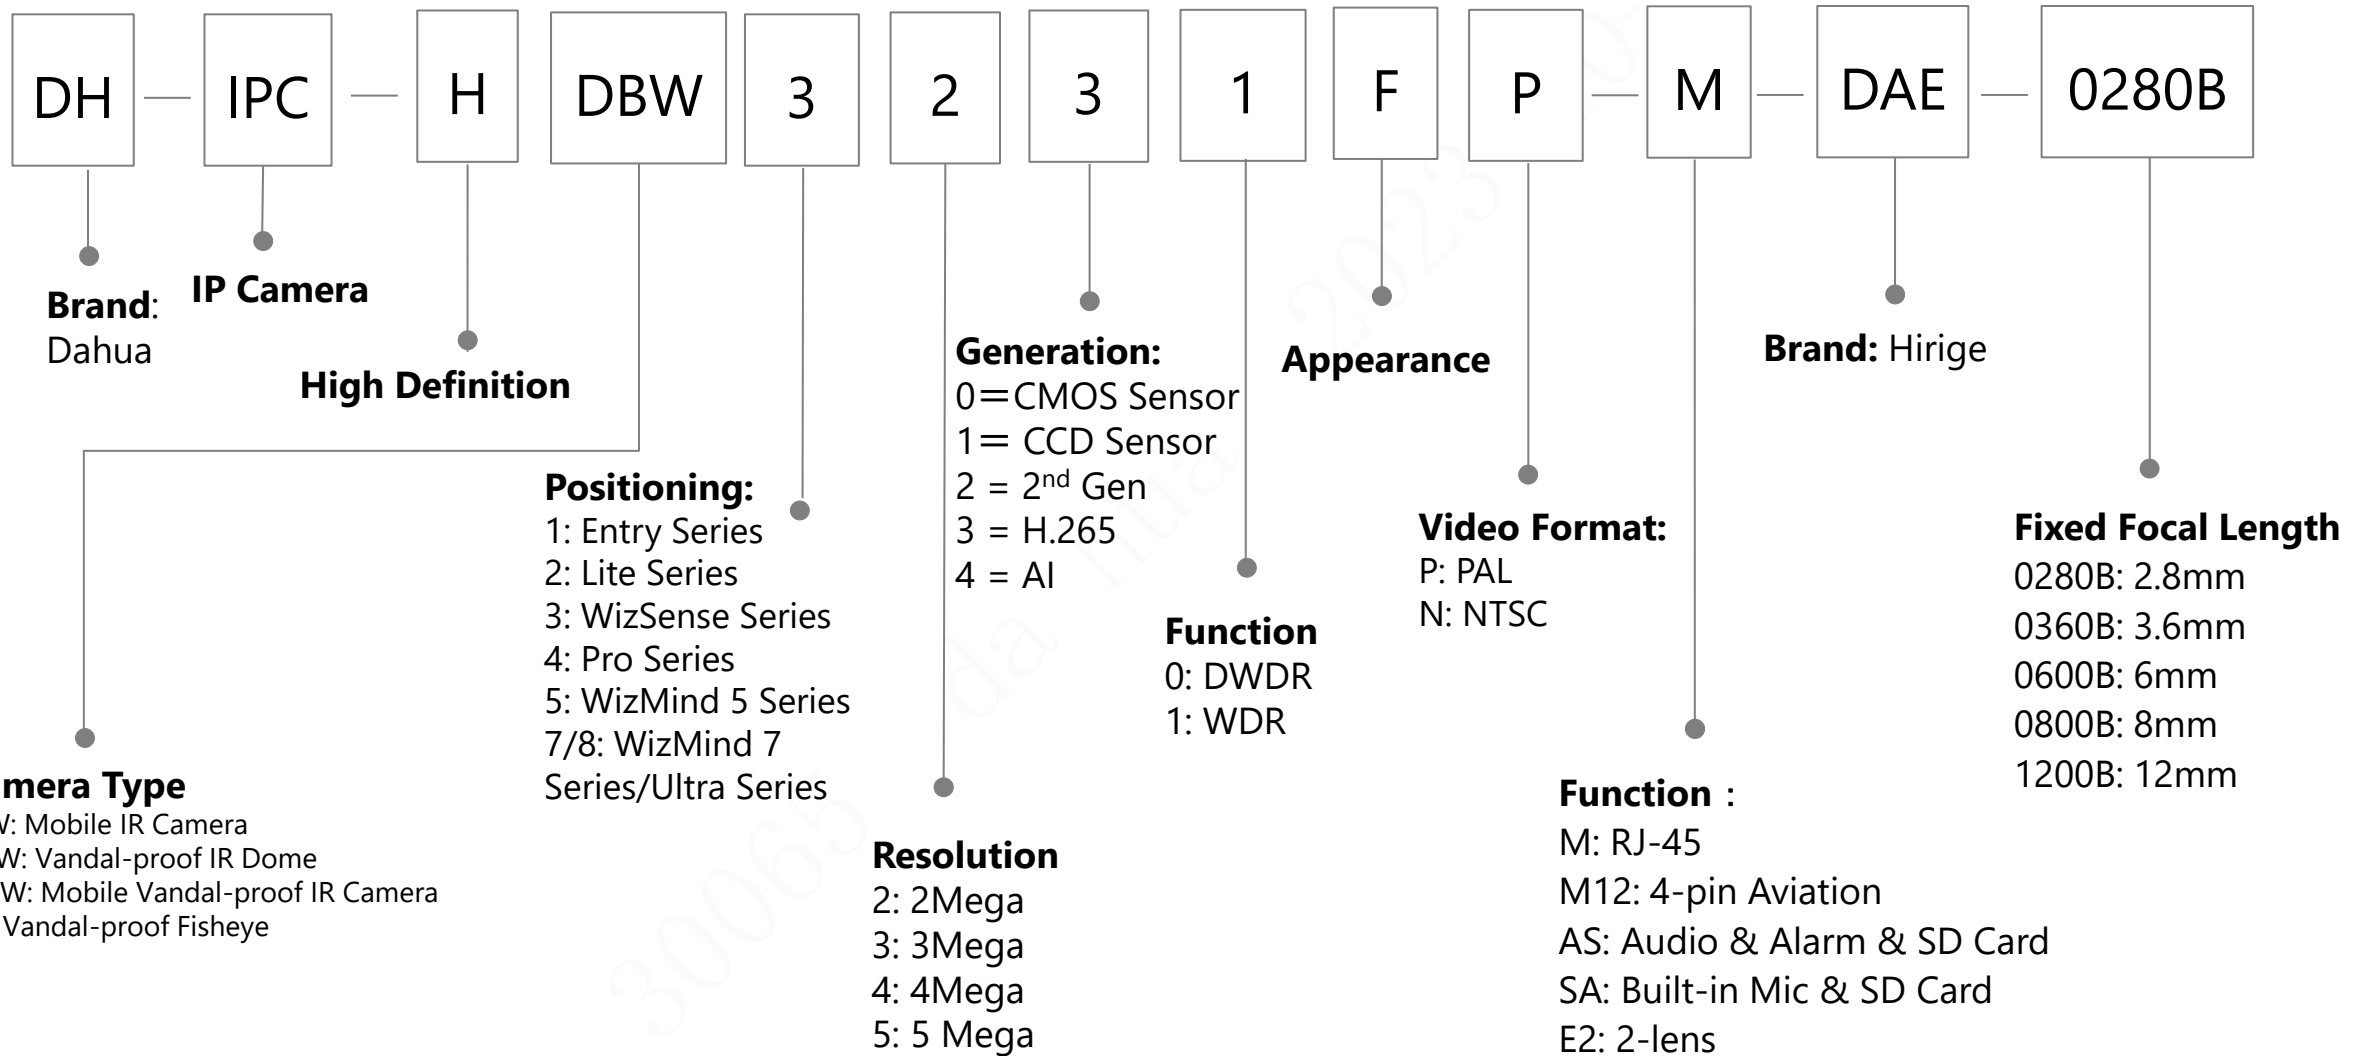 DH — IPC — H DBW 3 2 3 1 F P — M — DAE — 0280B
Brand:
Dahua
IP Camera
High Definition
mera Type
W: Mobile IR Camera
W: Vandal-proof IR Dome
W: Mobile Vandal-proof IR Camera
Vandal-proof Fisheye
Positioning:
1: Entry Series
2: Lite Series
3: WizSense Series
4: Pro Series
5: WizMind 5 Series
7/8: WizMind 7
Series/Ultra Series
Resolution
2: 2Mega
3: 3Mega
4: 4Mega
5: 5 Mega
Generation:
0=CMOS Sensor
1= CCD Sensor
2 = 2nd Gen
3 = H.265
4 = AI
Function
0: DWDR
1: WDR
Appearance
Video Format:
P: PAL
N: NTSC
Function :
M: RJ-45
M12: 4-pin Aviation
AS: Audio & Alarm & SD Card
SA: Built-in Mic & SD Card
E2: 2-lens
Brand: Hirige
Fixed Focal Length
0280B: 2.8mm
0360B: 3.6mm
0600B: 6mm
0800B: 8mm
1200B: 12mm